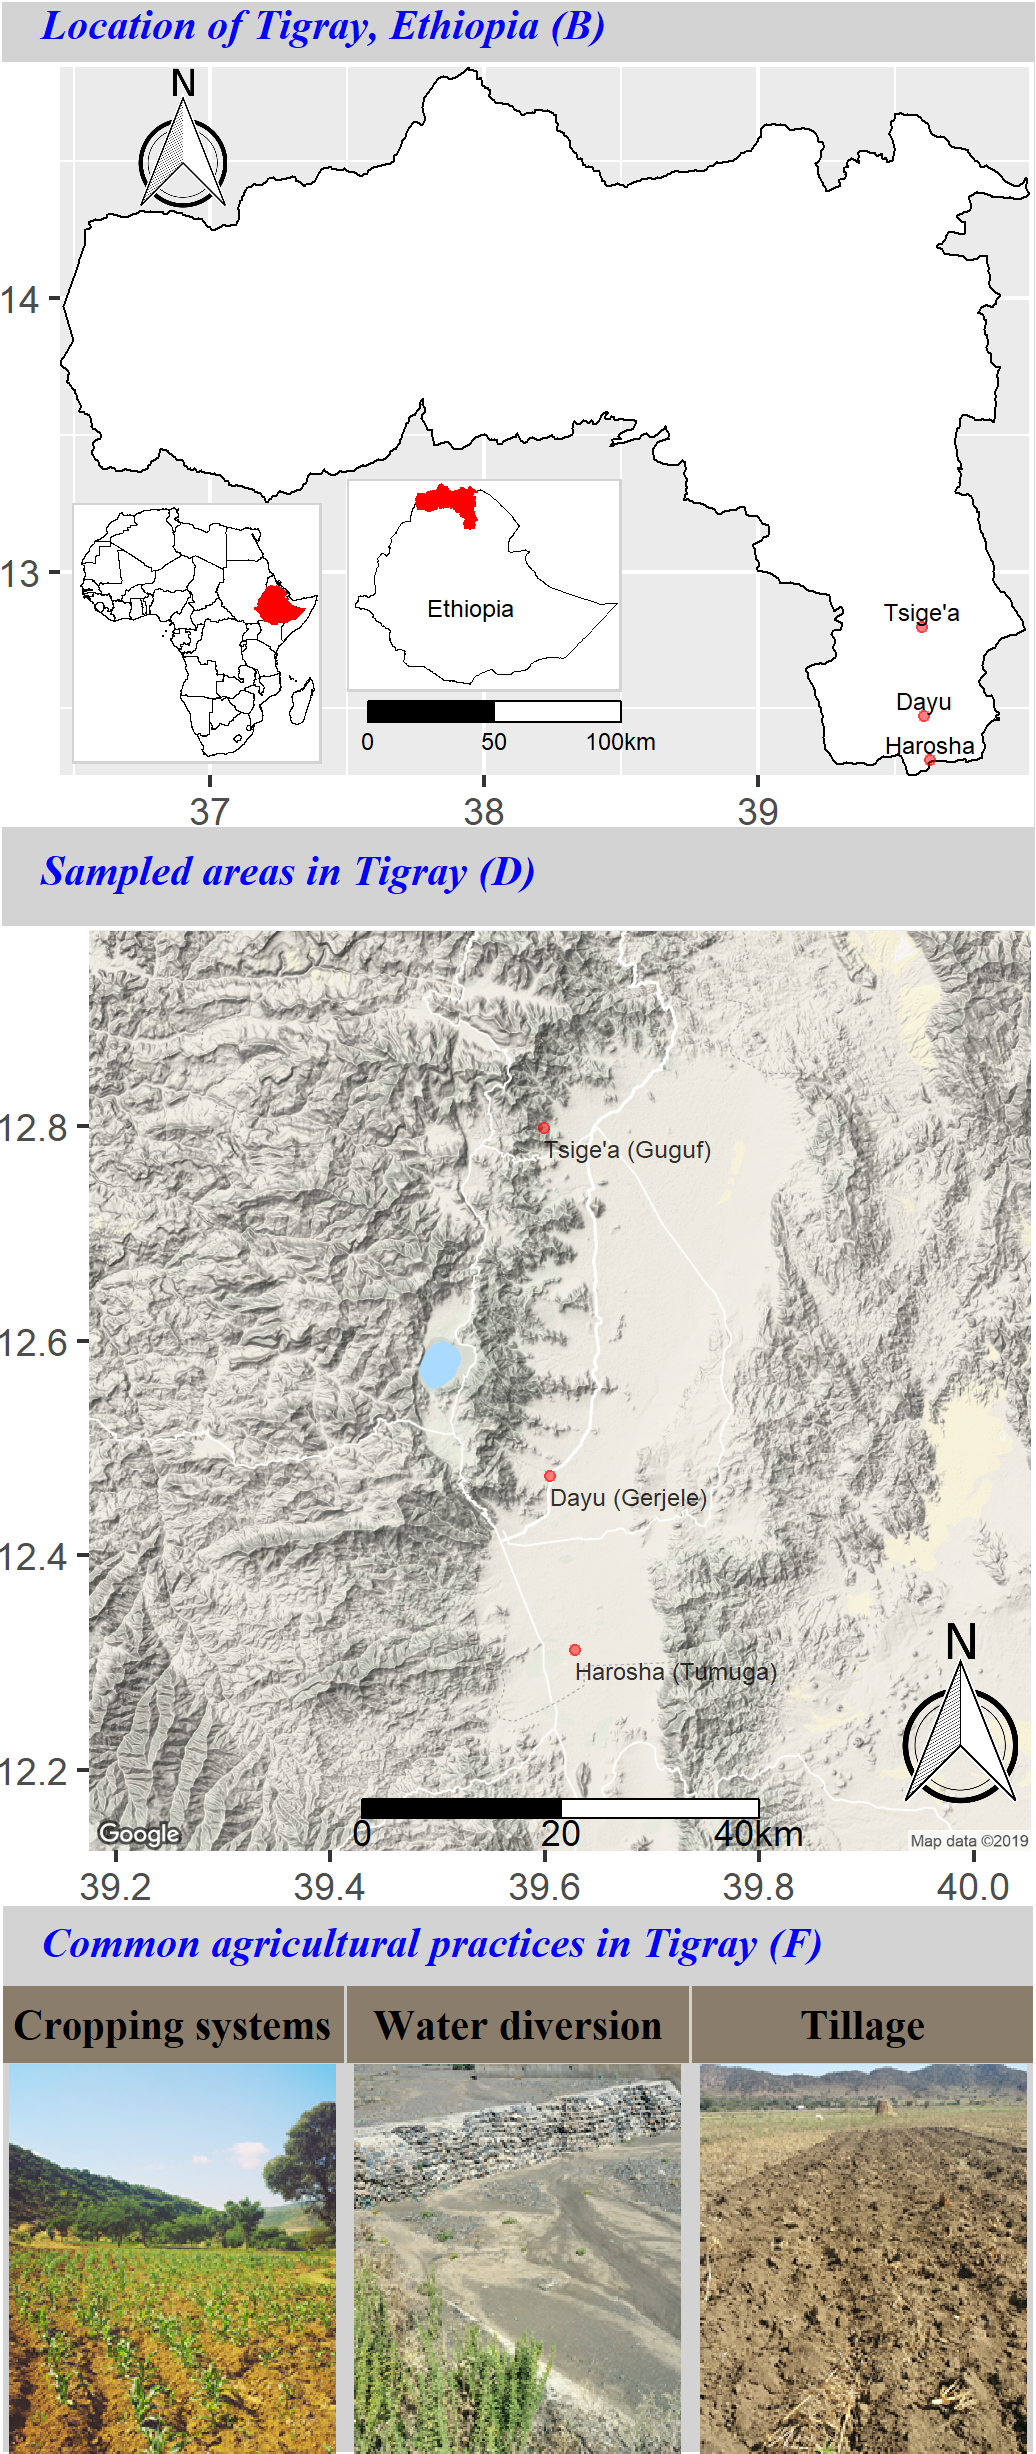 Location of Tigray, Ethiopia (B)
N
14
13
Ethiopia
Tsige'a
Dayu
Harosha
0 50 100km
37 38 39
Sampled areas in Tigray (D)
12.8
Tsige'a (Guguf)
12.6
Dayu (Gerjele)
12.4
N
Harosha (Tumuga)
12.2
0 20 40km
Google
Map data ©2019
39.2 39.4 39.6 39.8 40.0
Common agricultural practices in Tigray (F)
Cropping systems Water diversion Tillage